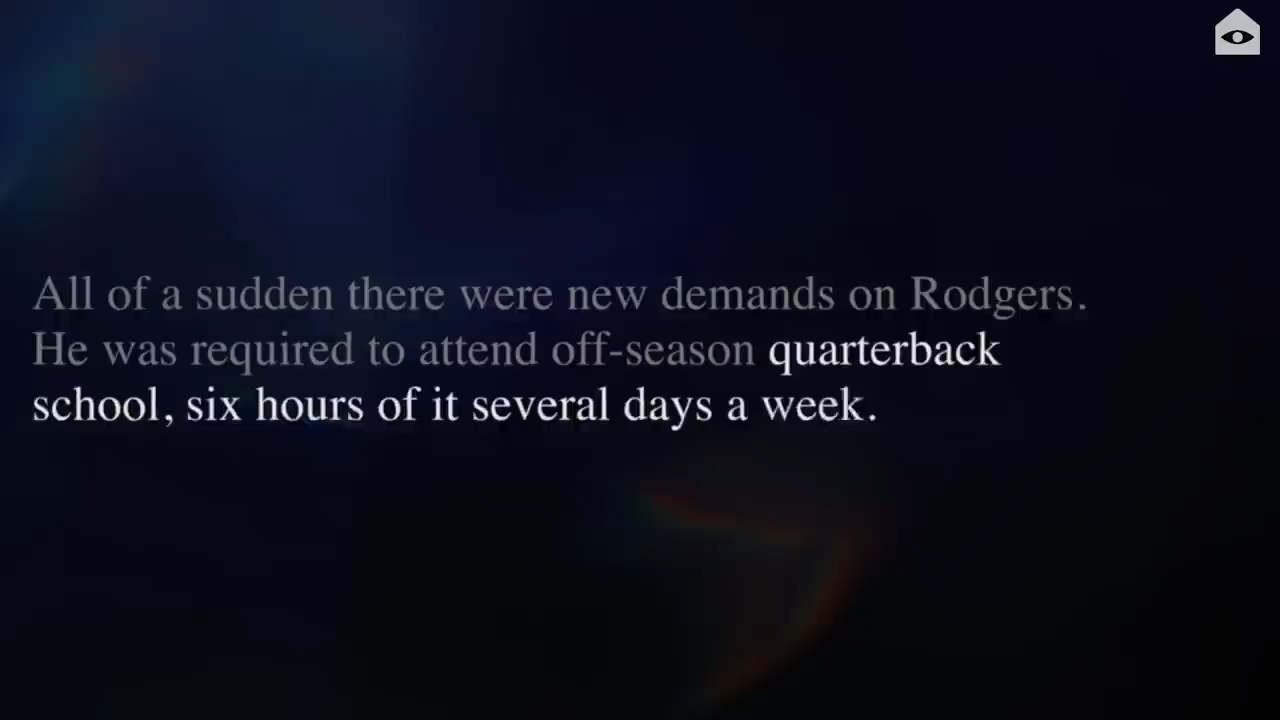 All of a sudden there were new demands on Rodgers.
He was required to attend off-season quarterback
school, six hours of it several days a week.